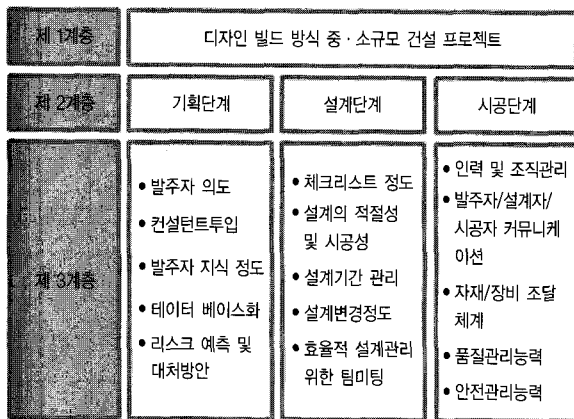 제 1계층
디자인 빌드 방식 중·소규모 건설 프로젝트
제 2계층
기획단계
설계단계
시공단계
제 3계층
• 발주자 의도
• 컨설턴트투입
• 발주자 지식 정도
• 테이터 베이스화
• 리스크 예측 및
대처방안
• 체크리스트 정도
• 설계의 적절성
및 시공성
• 설계기간 관리
• 설계변경정도
• 효율적 설계관리
위한 팀미팅
• 인력 및 조직관리
• 발주자/설계자/
시공자 커뮤니케
이션
• 자재/장비 조달
체계
• 품질관리능력
• 안전관리능력